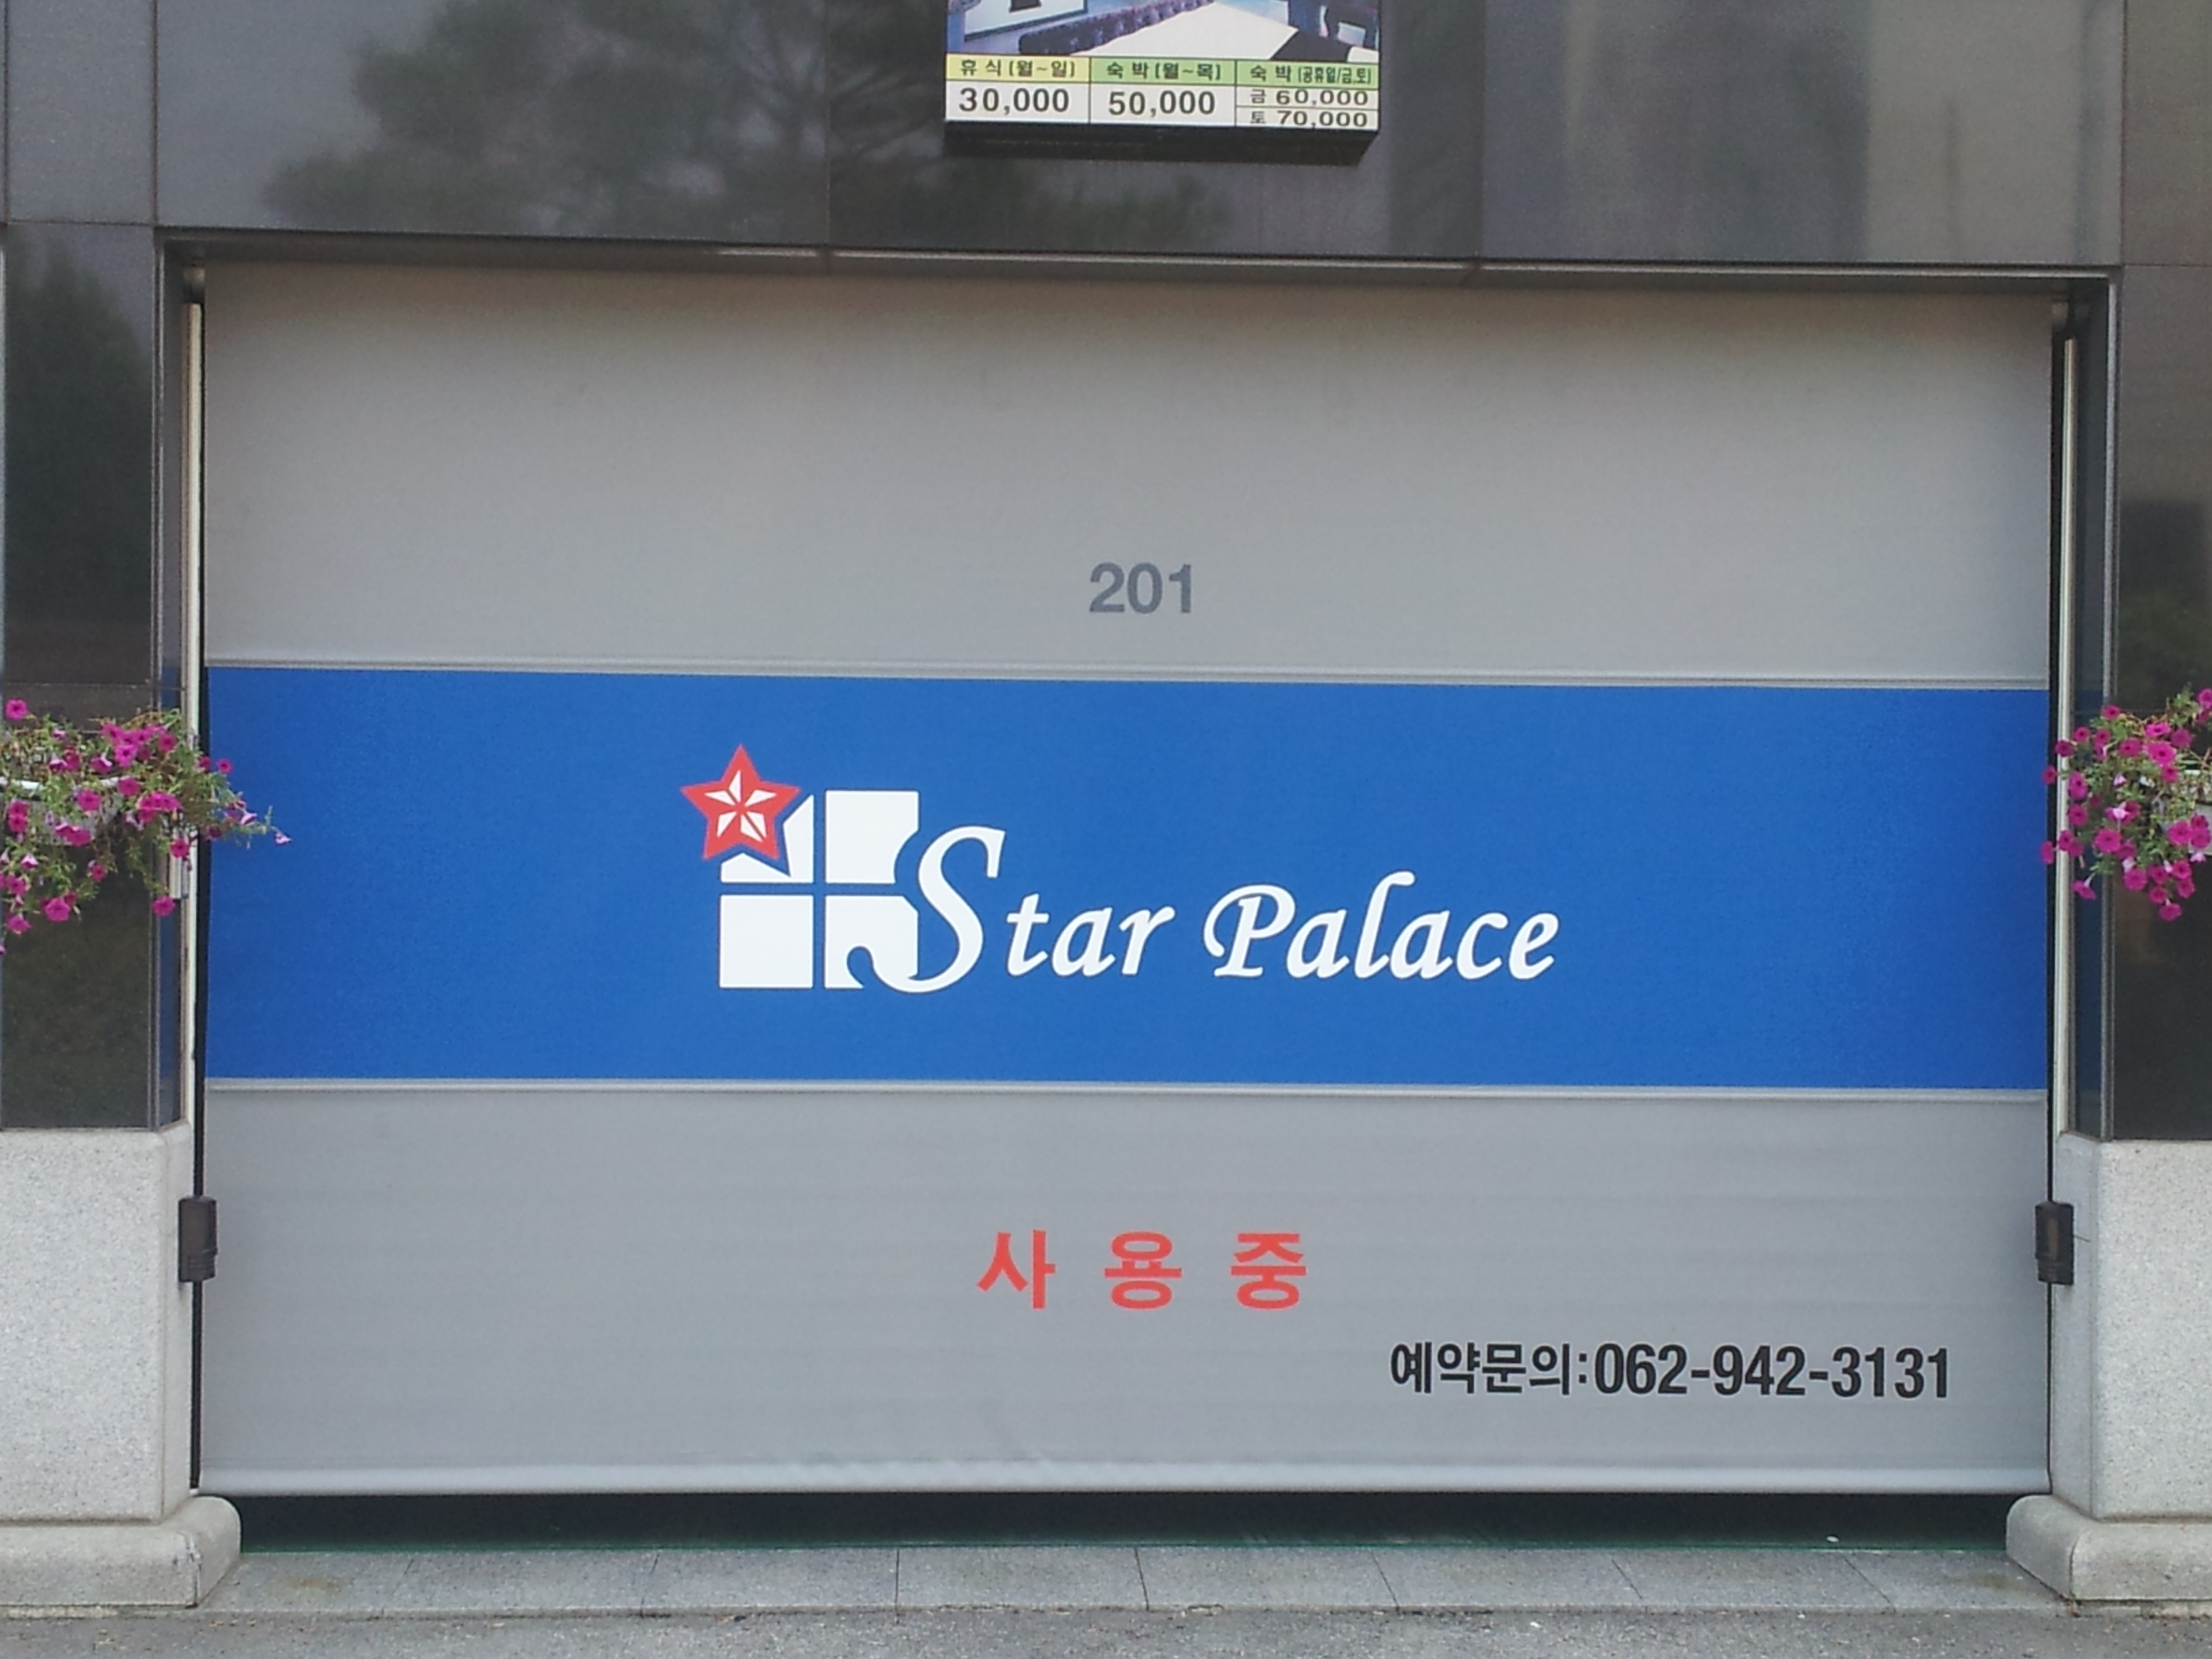 휴 식 (월~일) 숙 박 (월~목) 숙 박 (공휴일/금,토)
30,000 50,000 금 60,000
토 70,000
201
Star Palace
사 용 중
예약문의:062-942-3131